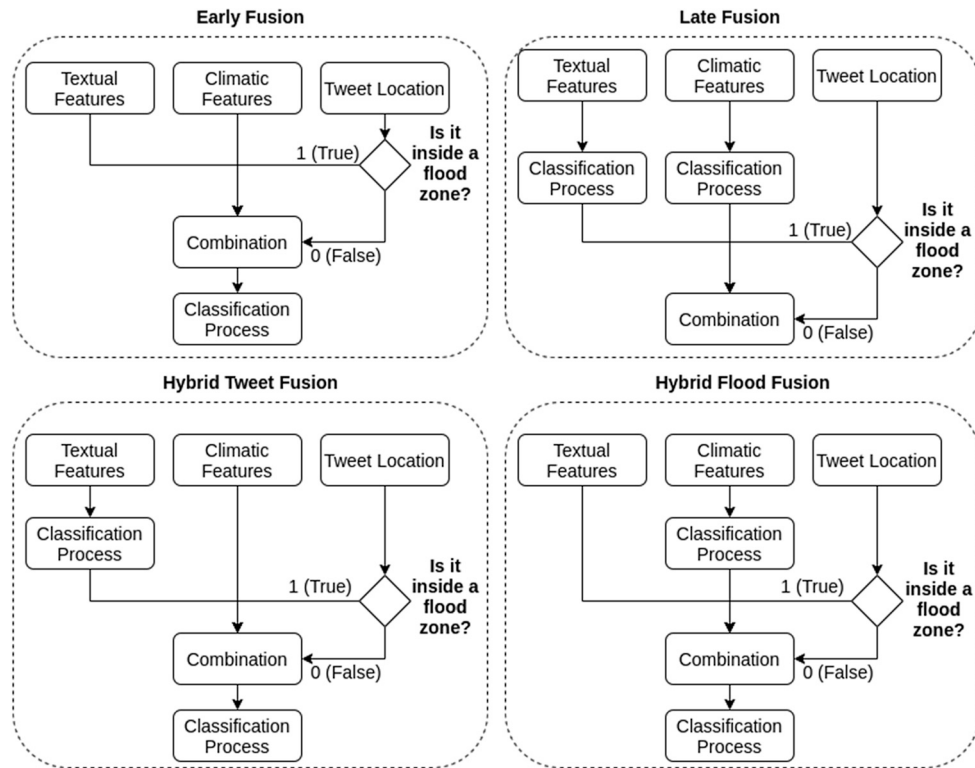 Early Fusion
Textual
Features
Climatic
Features
Tweet Location
Is it
inside a
flood
zone?
1 (True)
Combination
0 (False)
Classification
Process
Late Fusion
Textual
Features
Climatic
Features
Tweet Location
Classification
Process
Classification
Process
Is it
inside a
flood
zone?
1 (True)
Combination
0 (False)
Hybrid Tweet Fusion
Textual
Features
Climatic
Features
Tweet Location
Classification
Process
Is it
inside a
flood
zone?
1 (True)
Combination
0 (False)
Classification
Process
Hybrid Flood Fusion
Textual
Features
Climatic
Features
Tweet Location
Classification
Process
Is it
inside a
flood
zone?
1 (True)
Combination
0 (False)
Classification
Process